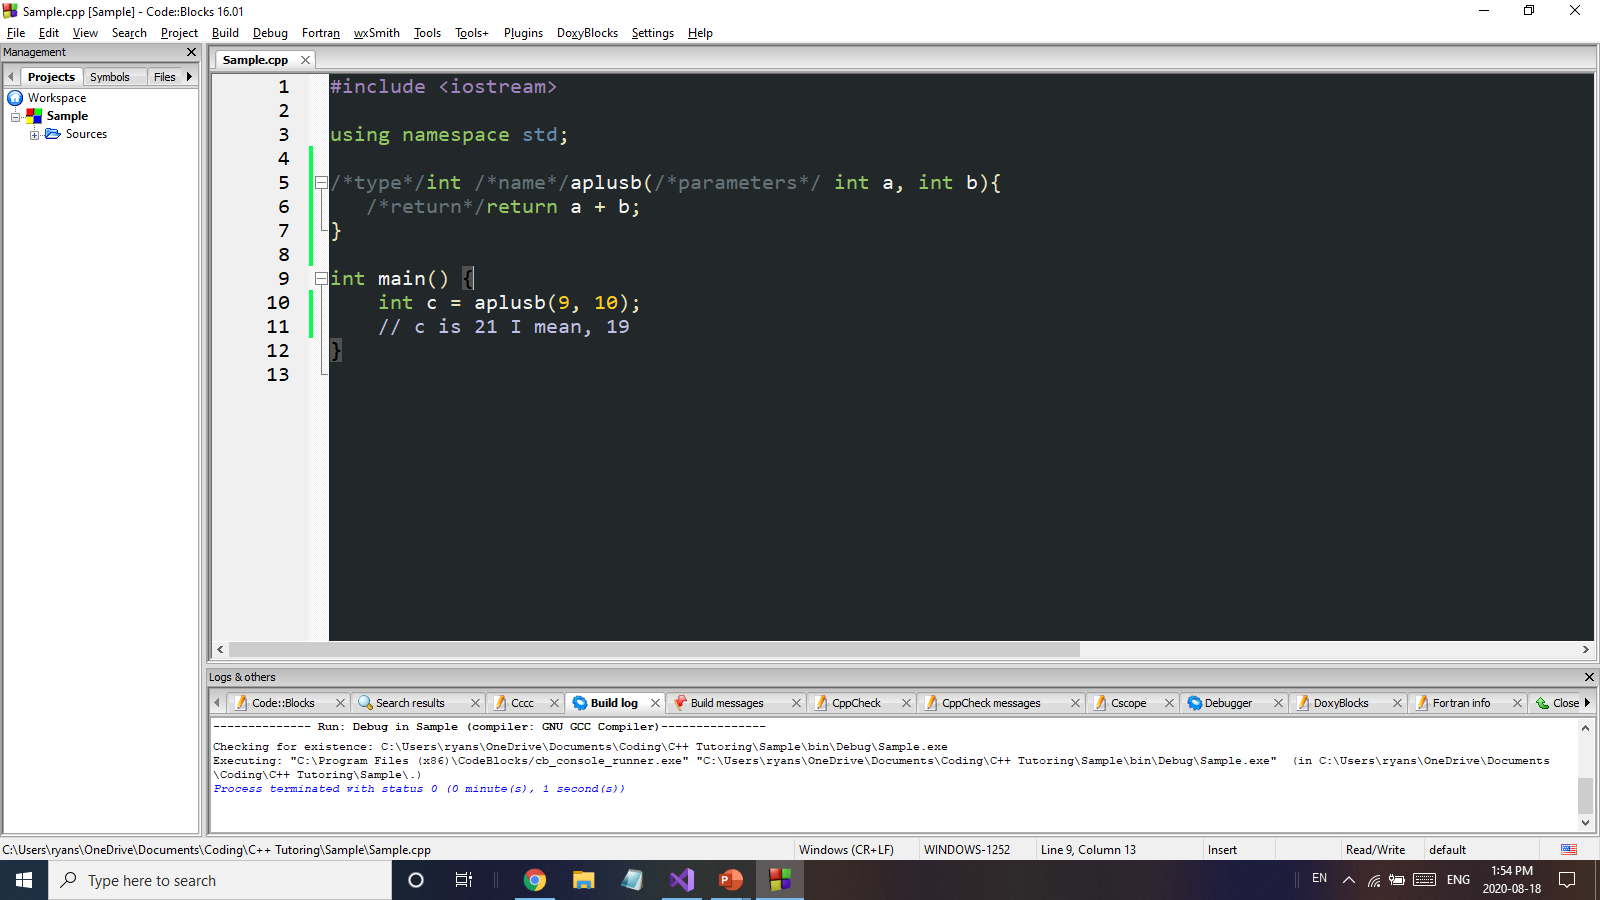 Sample.cpp [Sample] - Code::Blocks 16.01
File Edit View Search Project Build Debug Fortran wxSmith Tools Tools+ Plugins DoxyBlocks Settings Help
Management
Projects Symbols Files
Workspace
Sample
Sources
Sample.cpp
1 #include <iostream>
2
3 using namespace std;
4
5 /*type*/int /*name*/aplusb(/*parameters*/ int a, int b){
6 /*return*/return a + b;
7 }
8
9 int main() {
10 int c = aplusb(9, 10);
11 // c is 21 I mean, 19
12 }
13
Logs & others
Code::Blocks Search results Cccc Build log Build messages CppCheck CppCheck messages Cscope Debugger DoxyBlocks Fortran info Close
-------------- Run: Debug in Sample (compiler: GNU GCC Compiler)---------------
Checking for existence: C:\Users\ryans\OneDrive\Documents\Coding\C++ Tutoring\Sample\bin\Debug\Sample.exe
Executing: "C:\Program Files (x86)\CodeBlocks/cb_console_runner.exe" "C:\Users\ryans\OneDrive\Documents\Coding\C++ Tutoring\Sample\bin\Debug\Sample.exe" (in C:\Users\ryans\OneDrive\Documents
\Coding\C++ Tutoring\Sample\.)
Process terminated with status 0 (0 minute(s), 1 second(s))
C:\Users\ryans\OneDrive\Documents\Coding\C++ Tutoring\Sample\Sample.cpp Windows (CR+LF) WINDOWS-1252 Line 9, Column 13 Insert Read/Write default
Type here to search
EN
ENG
1:54 PM
2020-08-18